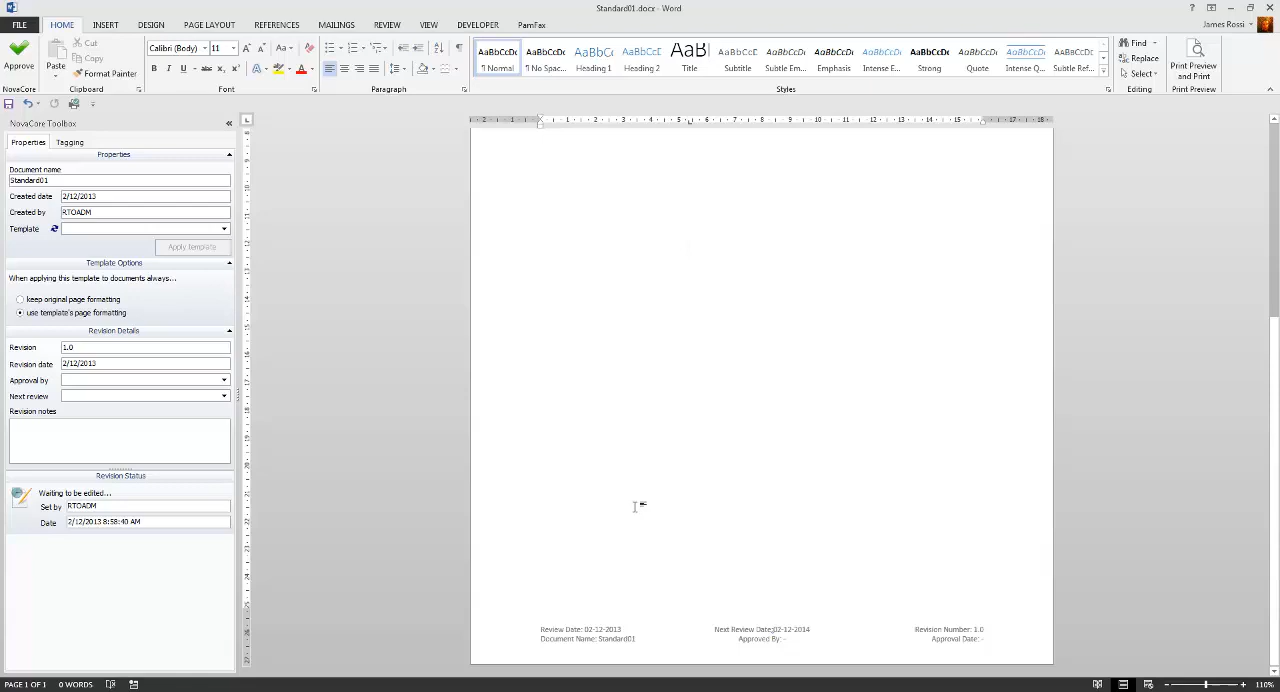 Standard01.docx - Word
FILE HOME INSERT DESIGN PAGE LAYOUT REFERENCES MAILINGS REVIEW VIEW DEVELOPER PamFax James Rossi
Approve
NovaCore
Paste
Cut
Copy
Format Painter
Clipboard
Calibri (Body) 11
Font
Paragraph
AaBbCcDc AaBbCcDc AaBbC AaBbCcE AaBI AaBbCcE AaBbCcDc AaBbCcDc AaBbCcDc AaBbCcDc AaBbCcDc AaBbCcDc AaBbCcDc
¶ Normal ¶ No Spac... Heading 1 Heading 2 Title Subtitle Subtle Em... Emphasis Intense E... Strong Quote Intense Q... Subtle Ref...
Styles
Find
Replace
Select
Editing
Print Preview and Print
Print Preview
NovaCore Toolbox
Properties Tagging
Properties
Document name
Standard01
Created date 2/12/2013
Created by RTOADM
Template
Apply template
Template Options
When applying this template to documents always...
keep original page formatting
use template's page formatting
Revision Details
Revision 1.0
Revision date 2/12/2013
Approval by
Next review
Revision notes
Revision Status
Waiting to be edited...
Set by RTOADM
Date 2/12/2013 8:58:40 AM
Review Date: 02-12-2013 Next Review Date:02-12-2014 Revision Number: 1.0
Document Name: Standard01 Approved By: - Approval Date: -
PAGE 1 OF 1 0 WORDS 110%